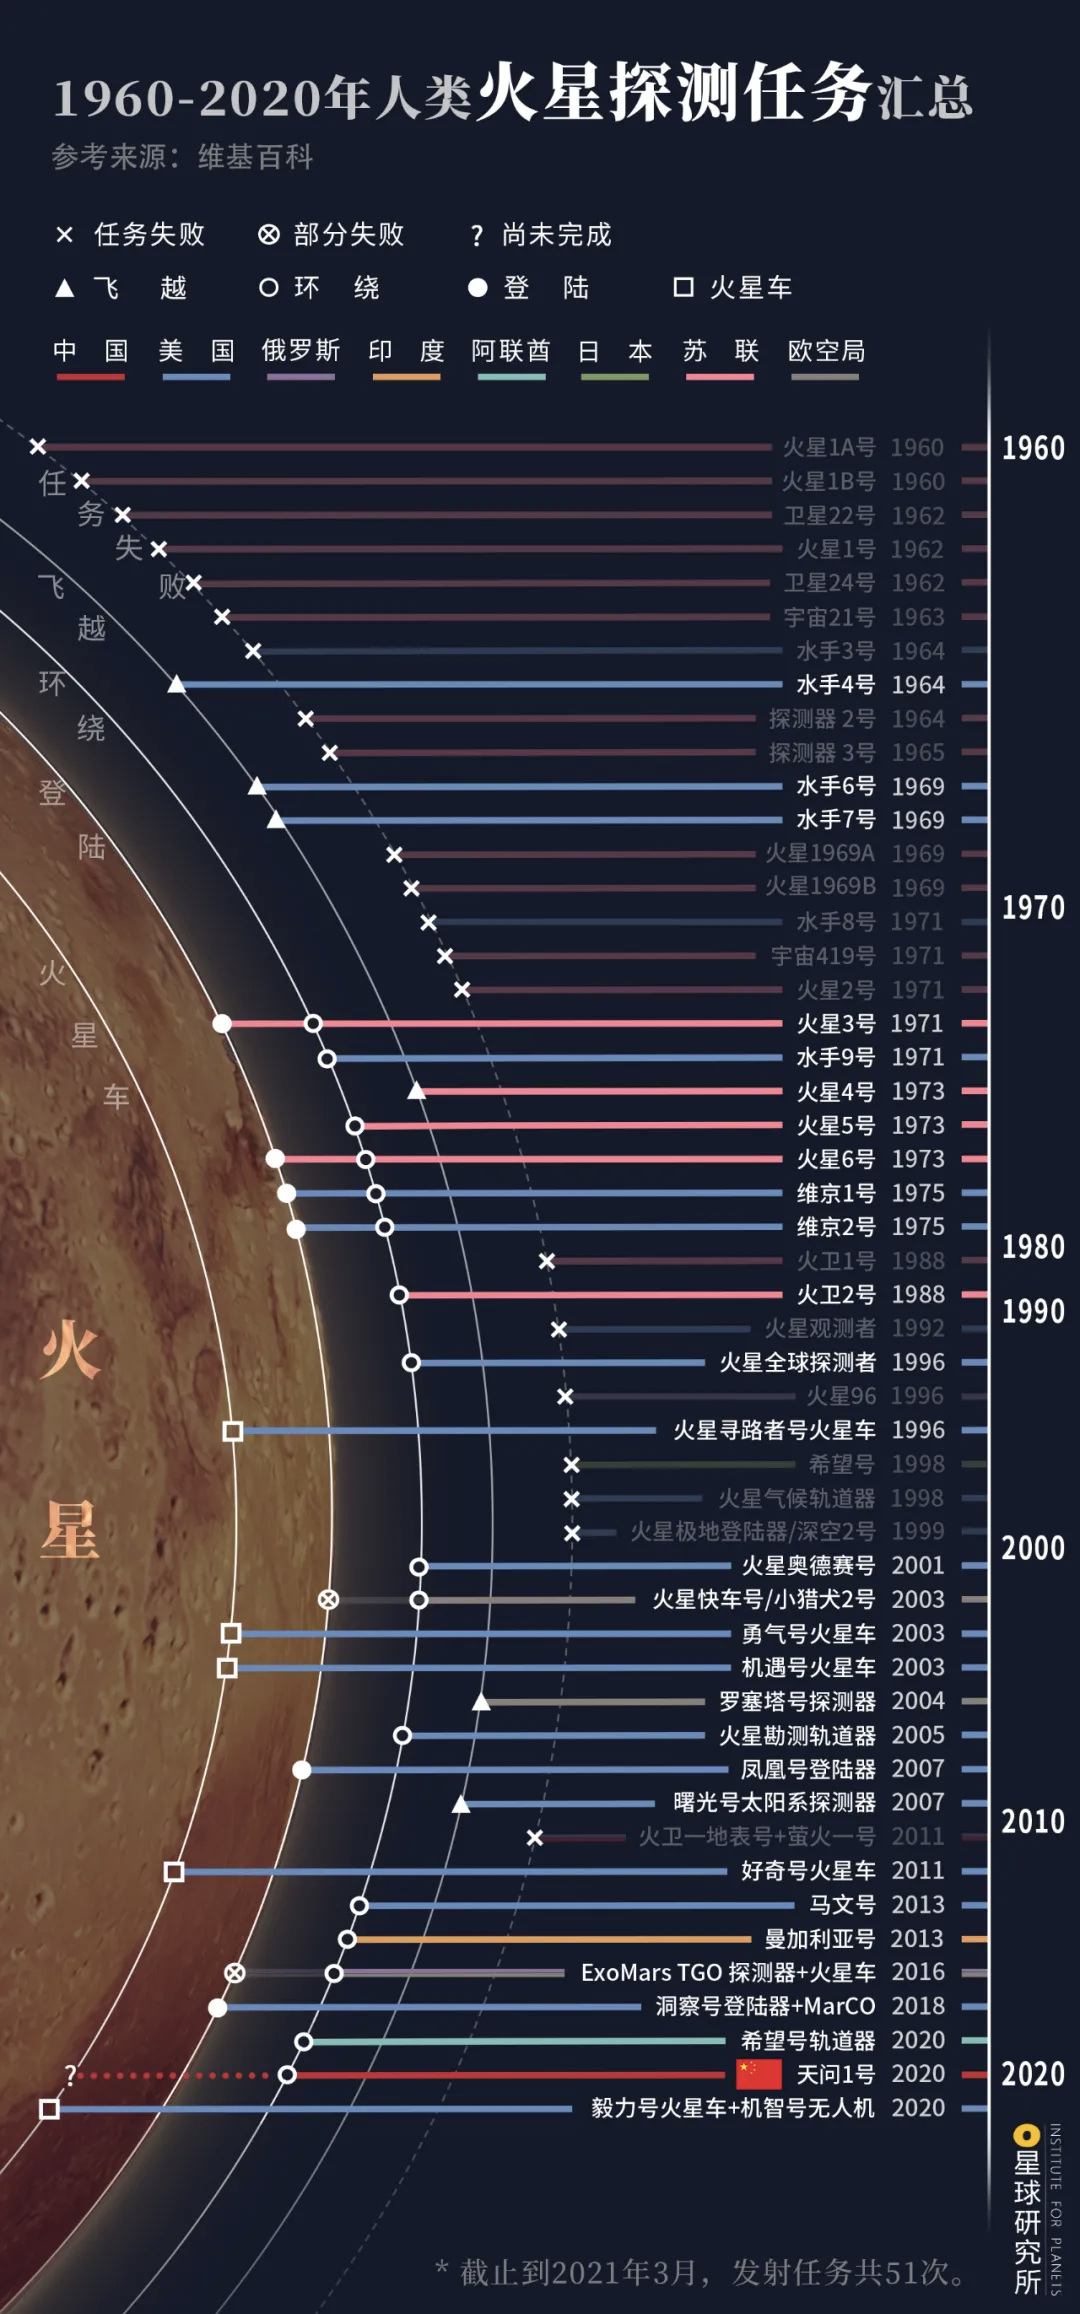 1960-2020年人类火星探测任务汇总
参考来源：维基百科
× 任务失败 ⊗ 部分失败 ? 尚未完成
▲ 飞越 ○ 环绕 ● 登陆 □ 火星车
中国 美国 俄罗斯 印度 阿联酋 日本 苏联 欧空局
火星1A号 1960 1960
火星1B号 1960
卫星22号 1962
火星1号 1962
卫星24号 1962
宇宙21号 1963
水手3号 1964
水手4号 1964
探测器 2号 1964
探测器 3号 1965
水手6号 1969
水手7号 1969
火星1969A 1969
火星1969B 1969
1970
水手8号 1971
宇宙419号 1971
火星2号 1971
火星3号 1971
水手9号 1971
火星4号 1973
火星5号 1973
火星6号 1973
维京1号 1975
维京2号 1975
1980
火卫1号 1988
火卫2号 1988
1990
火星观测者 1992
火星全球探测者 1996
火星96 1996
火星寻路者号火星车 1996
希望号 1998
火星气候轨道器 1998
火星极地登陆器/深空2号 1999
2000
火星奥德赛号 2001
火星快车号/小猎犬2号 2003
勇气号火星车 2003
机遇号火星车 2003
罗塞塔号探测器 2004
火星勘测轨道器 2005
凤凰号登陆器 2007
曙光号太阳系探测器 2007
2010
火卫一地表号+萤火一号 2011
好奇号火星车 2011
马文号 2013
曼加利亚号 2013
ExoMars TGO 探测器+火星车 2016
洞察号登陆器+MarCO 2018
希望号轨道器 2020
? 天问1号 2020 2020
毅力号火星车+机智号无人机 2020
任务失败
飞越
环绕
登陆
火星车
火星
星球研究所
INSTITUTE FOR PLANETS
* 截止到2021年3月，发射任务共51次。